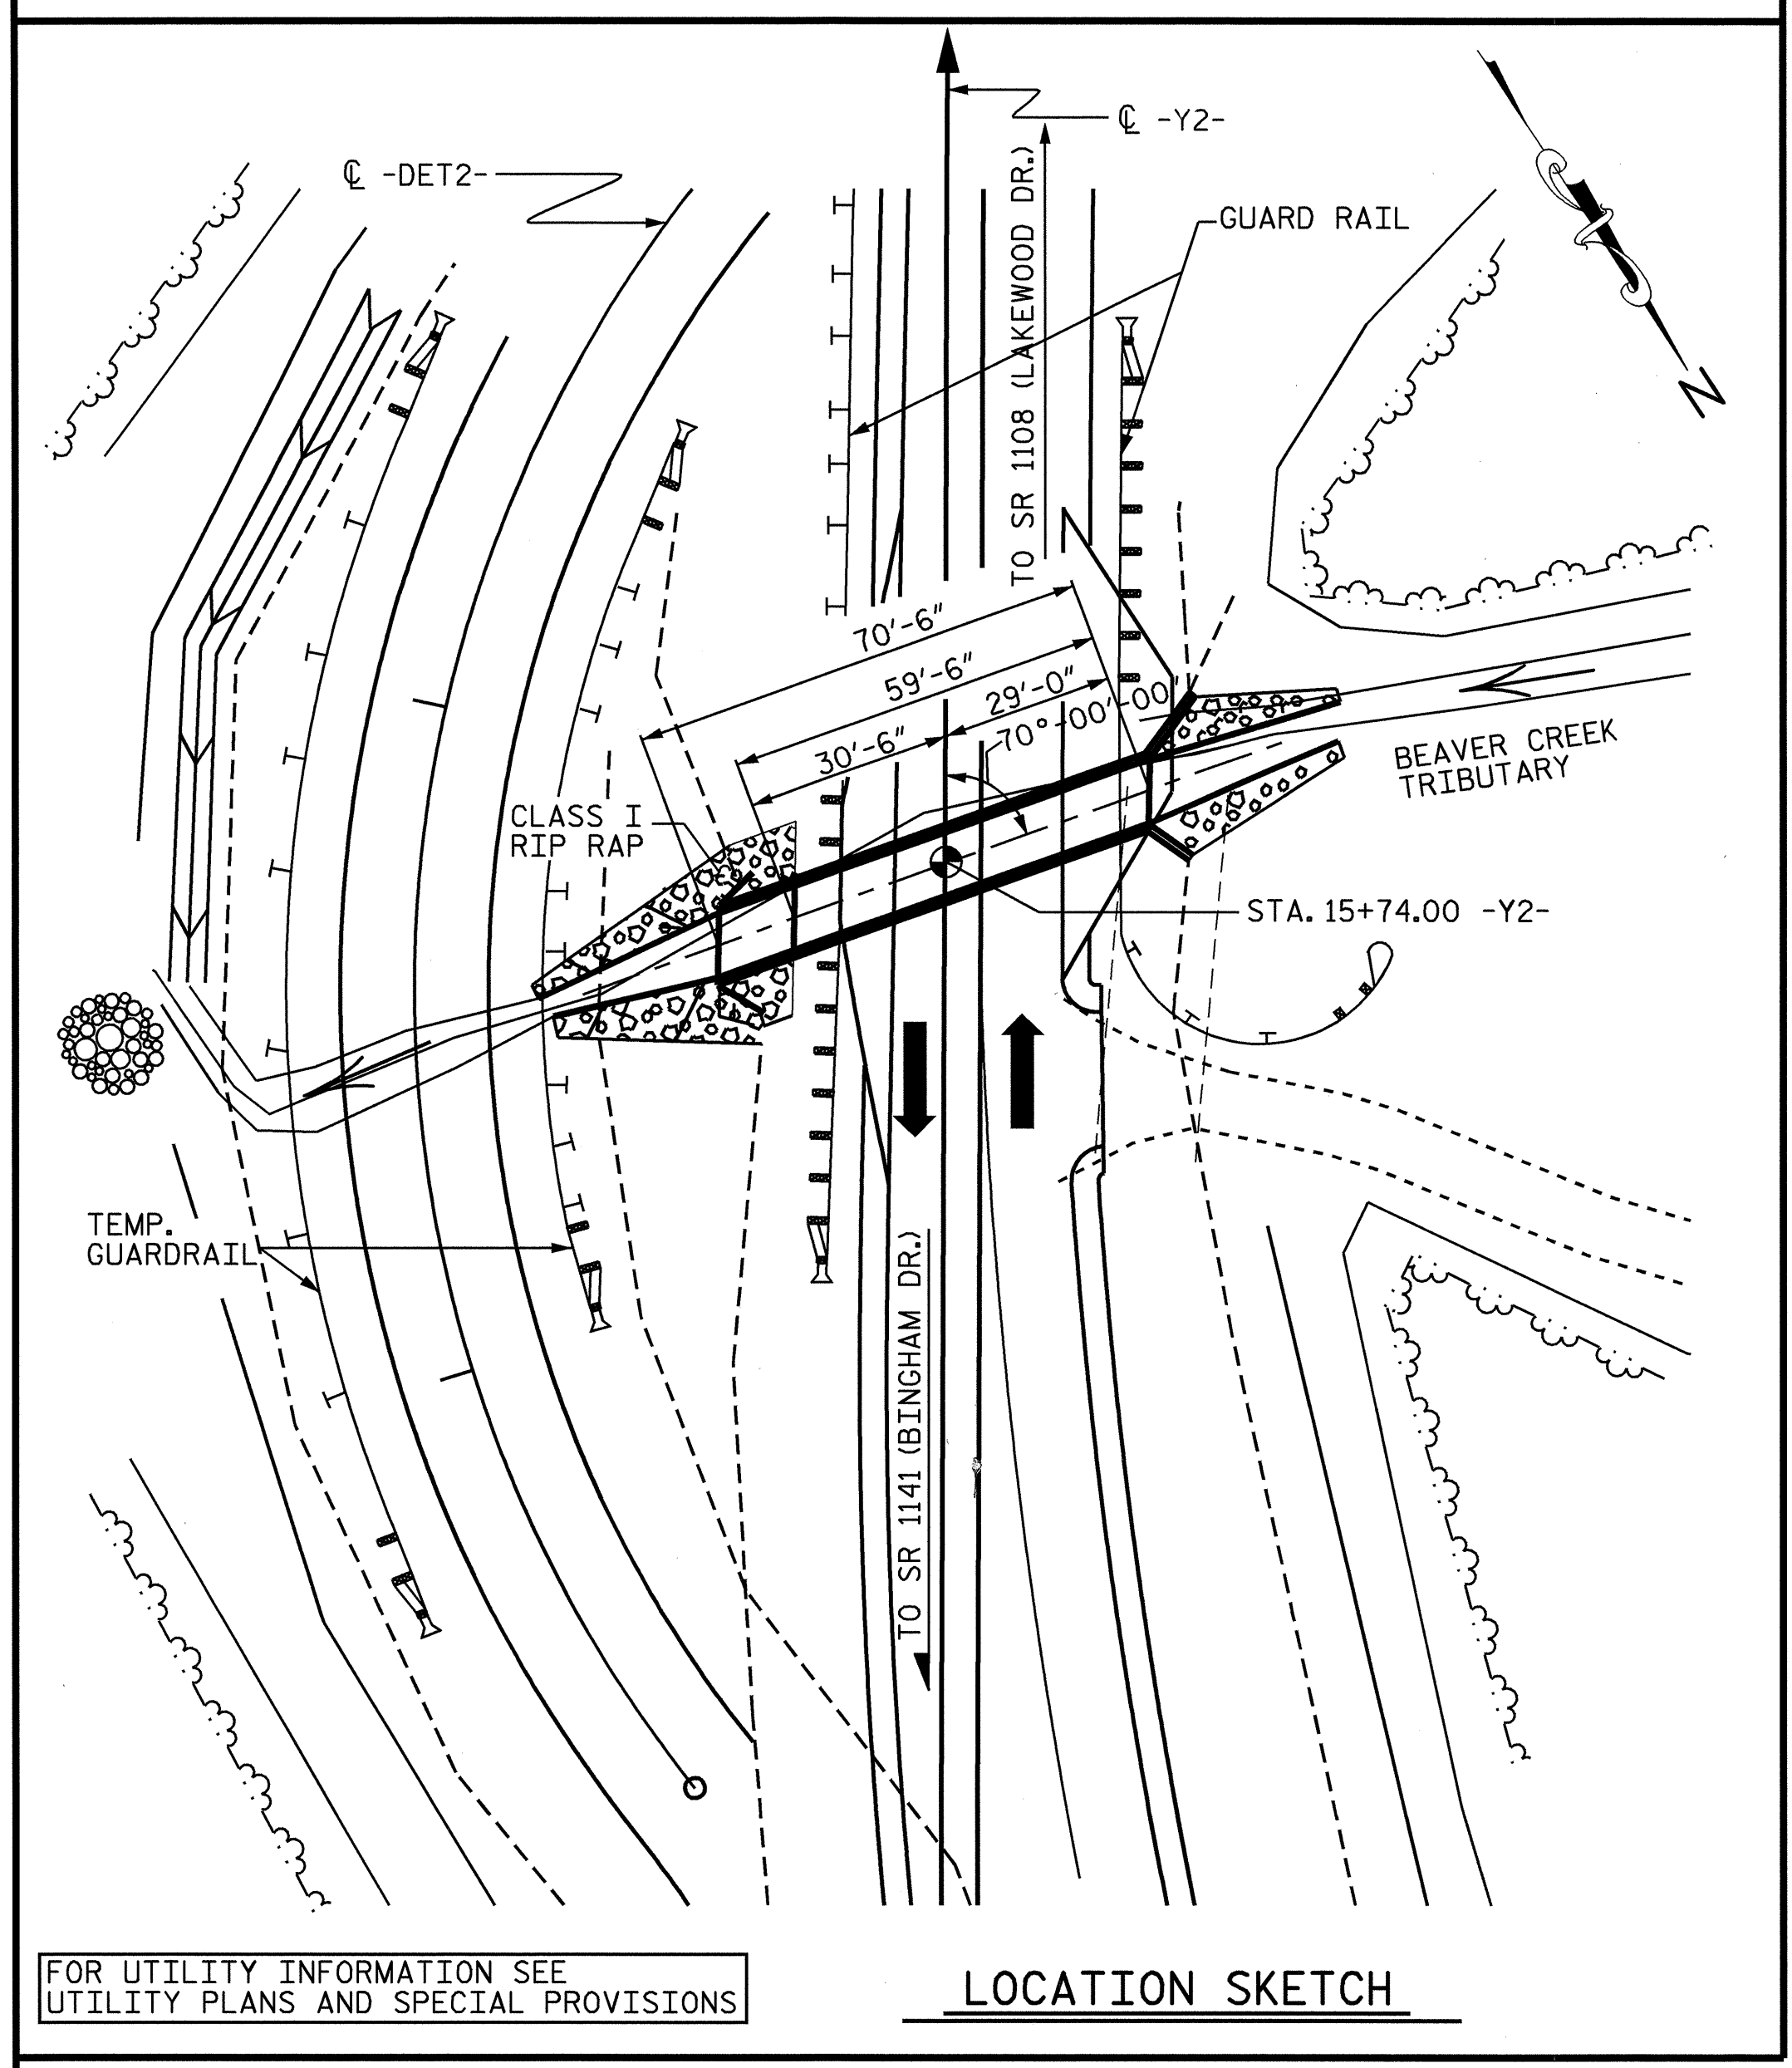 ℄ -Y2-
℄ -DET2-
TO SR 1108 (LAKEWOOD DR.)
GUARD RAIL
N
70'-6"
59'-6"
29'-0"
30'-6"
70°-00'-00"
BEAVER CREEK
TRIBUTARY
CLASS I
RIP RAP
STA. 15+74.00 -Y2-
TEMP.
GUARDRAIL
TO SR 1141 (BINGHAM DR.)
FOR UTILITY INFORMATION SEE
UTILITY PLANS AND SPECIAL PROVISIONS
LOCATION SKETCH